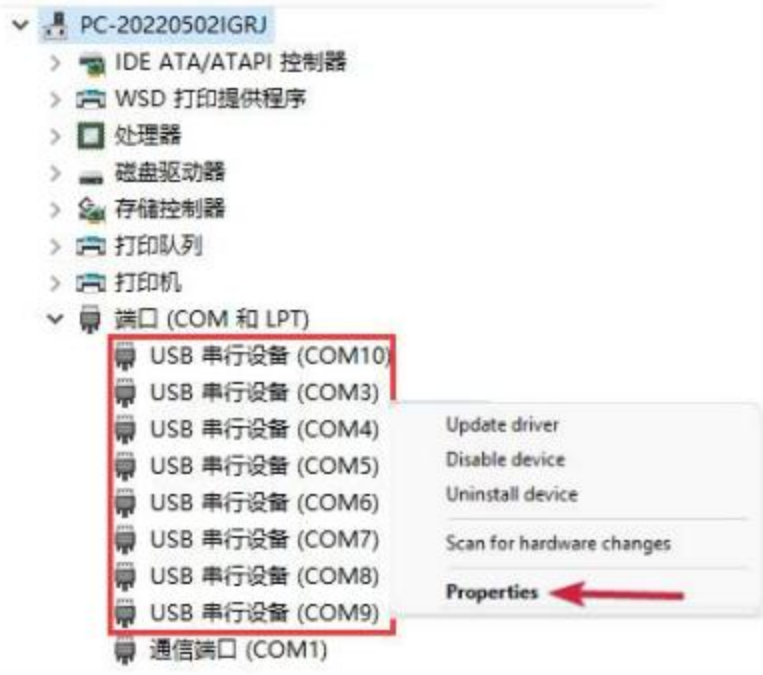 PC-20220502IGRJ
IDE ATA/ATAPI 控制器
WSD 打印提供程序
处理器
磁盘驱动器
存储控制器
打印队列
打印机
端口 (COM 和 LPT)
USB 串行设备 (COM10)
USB 串行设备 (COM3)
USB 串行设备 (COM4)
USB 串行设备 (COM5)
USB 串行设备 (COM6)
USB 串行设备 (COM7)
USB 串行设备 (COM8)
USB 串行设备 (COM9)
通信端口 (COM1)
Update driver
Disable device
Uninstall device
Scan for hardware changes
Properties